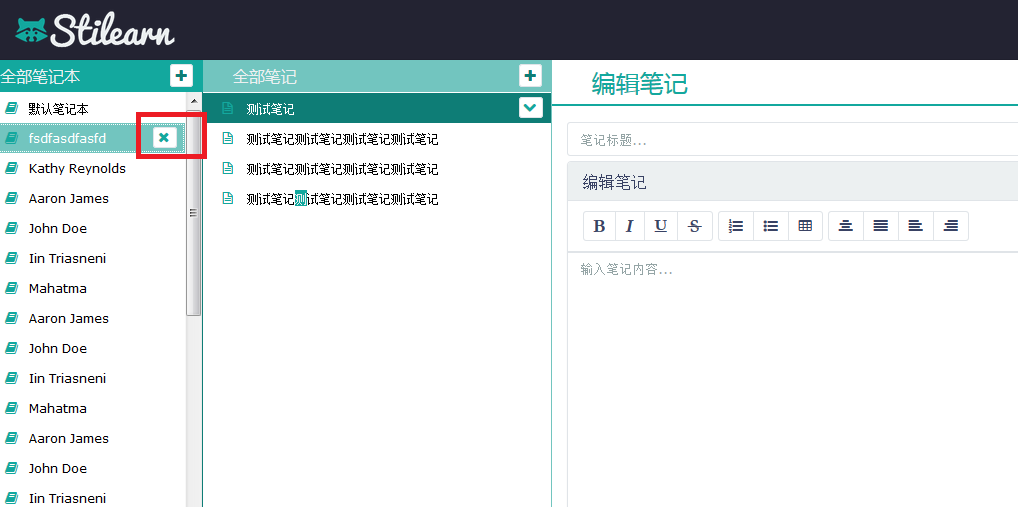 Stilearn
全部笔记本
默认笔记本
fsdfasdfasfd
Kathy Reynolds
Aaron James
John Doe
Iin Triasneni
Mahatma
Aaron James
John Doe
Iin Triasneni
Mahatma
Aaron James
John Doe
Iin Triasneni
全部笔记
测试笔记
测试笔记测试笔记测试笔记测试笔记
测试笔记测试笔记测试笔记测试笔记
测试笔记测试笔记测试笔记测试笔记
编辑笔记
笔记标题...
编辑笔记
B I U S
输入笔记内容...